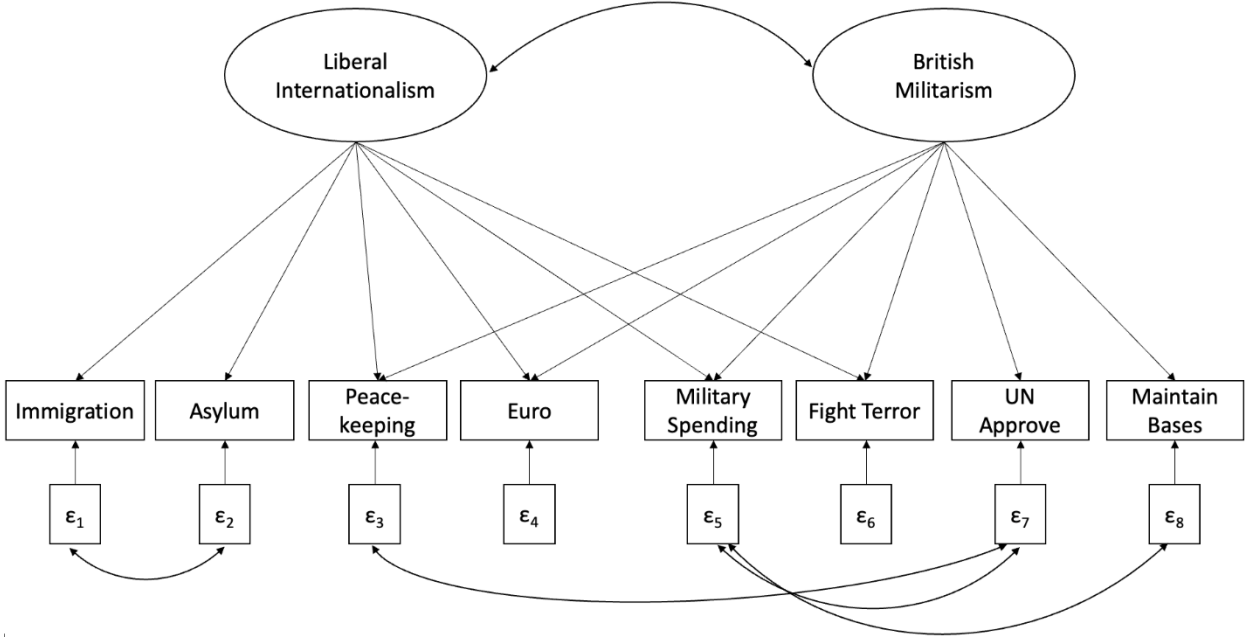 Liberal
Internationalism
British
Militarism
Immigration
Asylum
Peace-
keeping
Euro
Military
Spending
Fight Terror
UN
Approve
Maintain
Bases
ε₁
ε₂
ε₃
ε₄
ε₅
ε₆
ε₇
ε₈